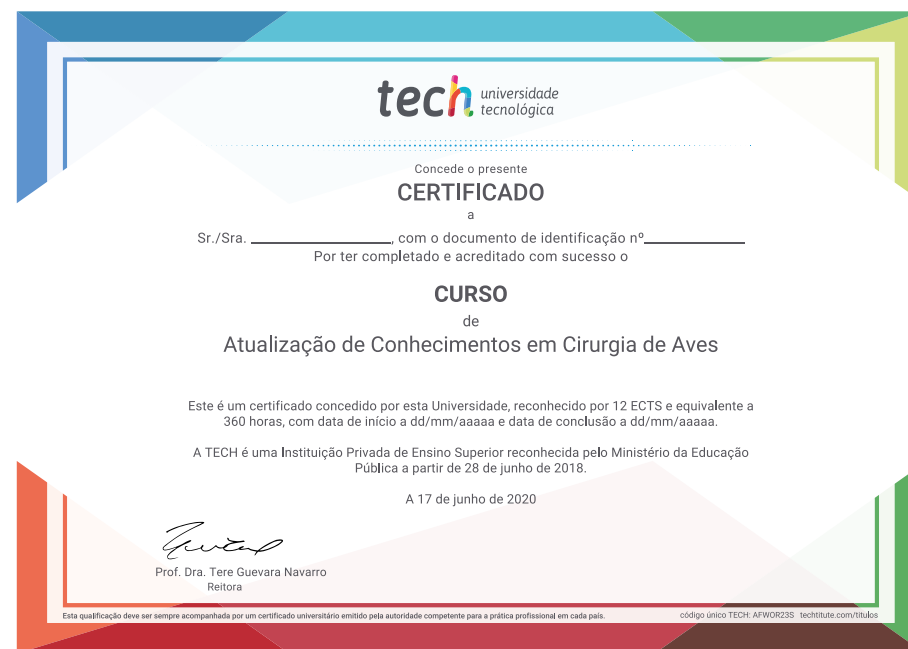 tech universidade
tecnológica
Concede o presente
CERTIFICADO
a
Sr./Sra. ____________________, com o documento de identificação nº______________
Por ter completado e acreditado com sucesso o
CURSO
de
Atualização de Conhecimentos em Cirurgia de Aves
Este é um certificado concedido por esta Universidade, reconhecido por 12 ECTS e equivalente a
360 horas, com data de início a dd/mm/aaaaa e data de conclusão a dd/mm/aaaaa.
A TECH é uma Instituição Privada de Ensino Superior reconhecida pelo Ministério da Educação
Pública a partir de 28 de junho de 2018.
A 17 de junho de 2020
Prof. Dra. Tere Guevara Navarro
Reitora
Esta qualificação deve ser sempre acompanhada por um certificado universitário emitido pela autoridade competente para a prática profissional em cada país. código único TECH: AFWOR23S techtitute.com/titulos